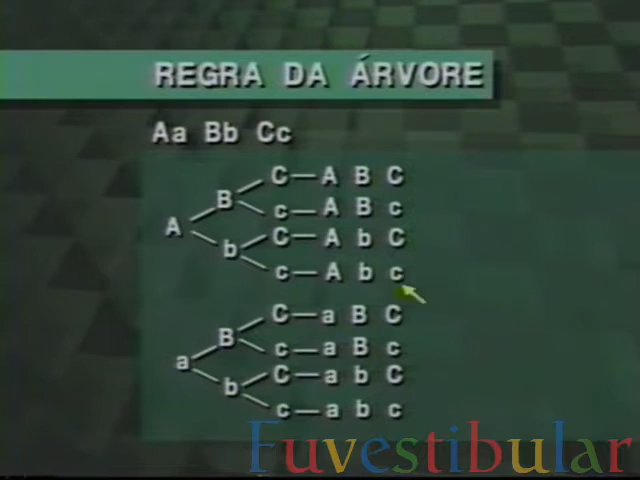 REGRA DA ÁRVORE
Aa Bb Cc
C—A B C
B
c—A B c
A
C—A b C
b
c—A b c
C—a B C
B
c—a B c
a
C—a b C
b
c—a b c
Fuvestibular